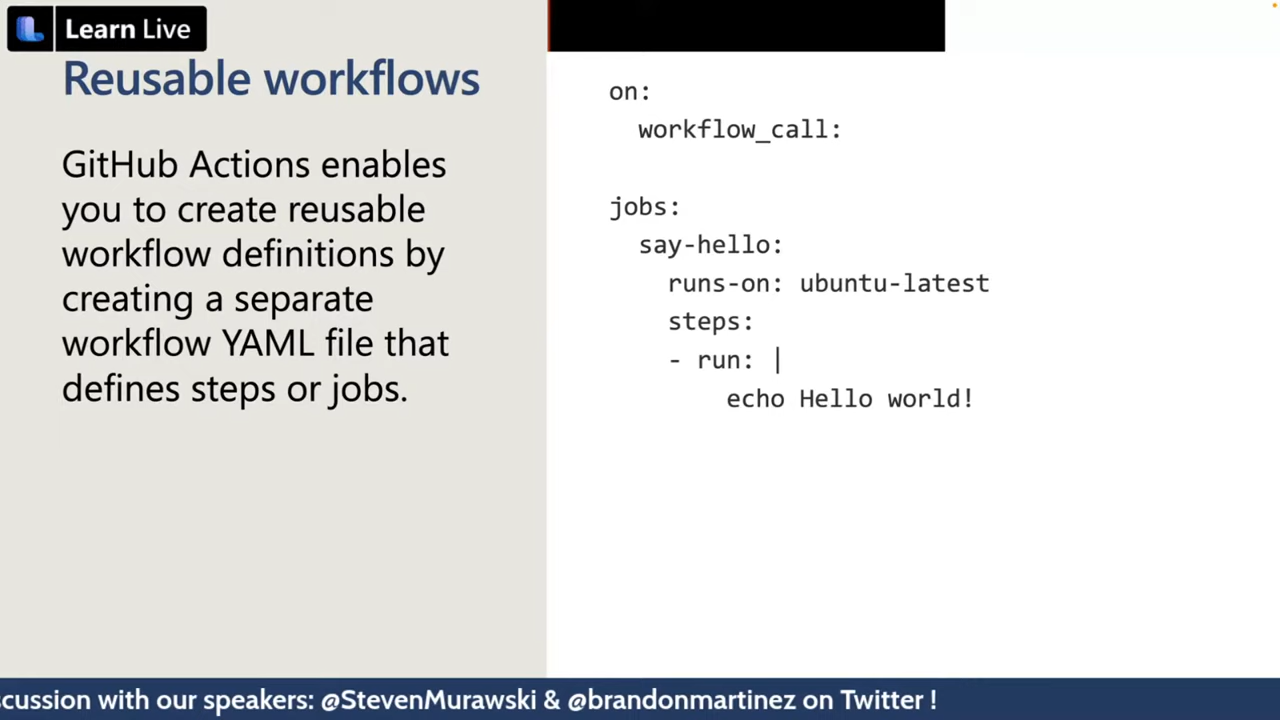 Learn Live
Reusable workflows
GitHub Actions enables
you to create reusable
workflow definitions by
creating a separate
workflow YAML file that
defines steps or jobs.
on:
  workflow_call:
jobs:
  say-hello:
    runs-on: ubuntu-latest
    steps:
    - run: |
        echo Hello world!
scussion with our speakers: @StevenMurawski & @brandonmartinez on Twitter !